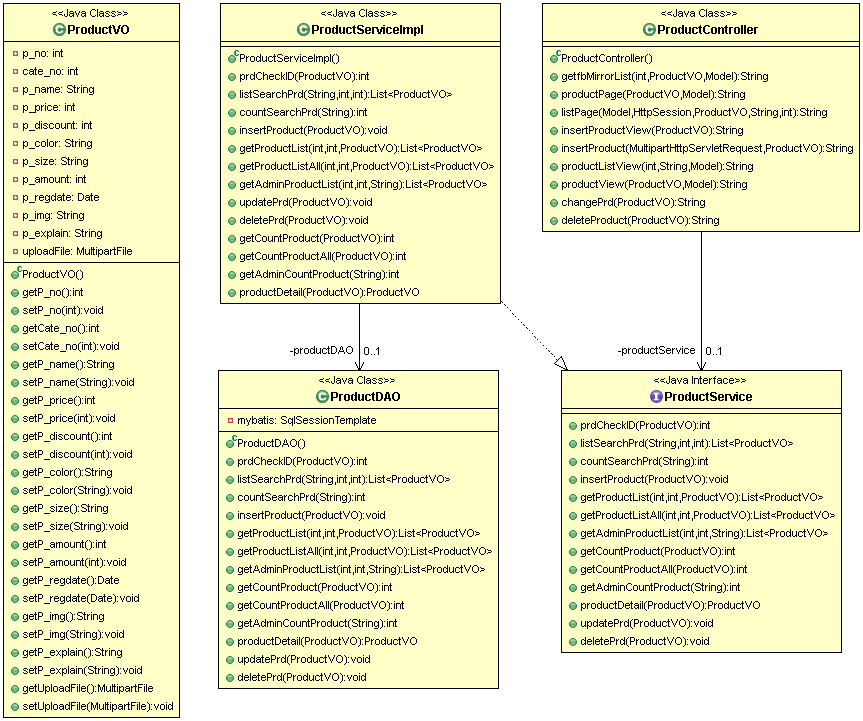 <<Java Class>>
ProductVO
p_no: int
cate_no: int
p_name: String
p_price: int
p_discount: int
p_color: String
p_size: String
p_amount: int
p_regdate: Date
p_img: String
p_explain: String
uploadFile: MultipartFile
ProductVO()
getP_no():int
setP_no(int):void
getCate_no():int
setCate_no(int):void
getP_name():String
setP_name(String):void
getP_price():int
setP_price(int):void
getP_discount():int
setP_discount(int):void
getP_color():String
setP_color(String):void
getP_size():String
setP_size(String):void
getP_amount():int
setP_amount(int):void
getP_regdate():Date
setP_regdate(Date):void
getP_img():String
setP_img(String):void
getP_explain():String
setP_explain(String):void
getUploadFile():MultipartFile
setUploadFile(MultipartFile):void
<<Java Class>>
ProductServiceImpl
ProductServiceImpl()
prdCheckID(ProductVO):int
listSearchPrd(String,int,int):List<ProductVO>
countSearchPrd(String):int
insertProduct(ProductVO):void
getProductList(int,int,ProductVO):List<ProductVO>
getProductListAll(int,int,ProductVO):List<ProductVO>
getAdminProductList(int,int,String):List<ProductVO>
updatePrd(ProductVO):void
deletePrd(ProductVO):void
getCountProduct(ProductVO):int
getCountProductAll(ProductVO):int
getAdminCountProduct(String):int
productDetail(ProductVO):ProductVO
<<Java Class>>
ProductController
ProductController()
getfbMirrorList(int,ProductVO,Model):String
productPage(ProductVO,Model):String
listPage(Model,HttpSession,ProductVO,String,int):String
insertProductView(ProductVO):String
insertProduct(MultipartHttpServletRequest,ProductVO):String
productListView(int,String,Model):String
productView(ProductVO,Model):String
changePrd(ProductVO):String
deleteProduct(ProductVO):String
-productDAO 0..1
-productService 0..1
<<Java Class>>
ProductDAO
mybatis: SqlSessionTemplate
ProductDAO()
prdCheckID(ProductVO):int
listSearchPrd(String,int,int):List<ProductVO>
countSearchPrd(String):int
insertProduct(ProductVO):void
getProductList(int,int,ProductVO):List<ProductVO>
getProductListAll(int,int,ProductVO):List<ProductVO>
getAdminProductList(int,int,String):List<ProductVO>
getCountProduct(ProductVO):int
getCountProductAll(ProductVO):int
getAdminCountProduct(String):int
productDetail(ProductVO):ProductVO
updatePrd(ProductVO):void
deletePrd(ProductVO):void
<<Java Interface>>
ProductService
prdCheckID(ProductVO):int
listSearchPrd(String,int,int):List<ProductVO>
countSearchPrd(String):int
insertProduct(ProductVO):void
getProductList(int,int,ProductVO):List<ProductVO>
getProductListAll(int,int,ProductVO):List<ProductVO>
getAdminProductList(int,int,String):List<ProductVO>
getCountProduct(ProductVO):int
getCountProductAll(ProductVO):int
getAdminCountProduct(String):int
productDetail(ProductVO):ProductVO
updatePrd(ProductVO):void
deletePrd(ProductVO):void